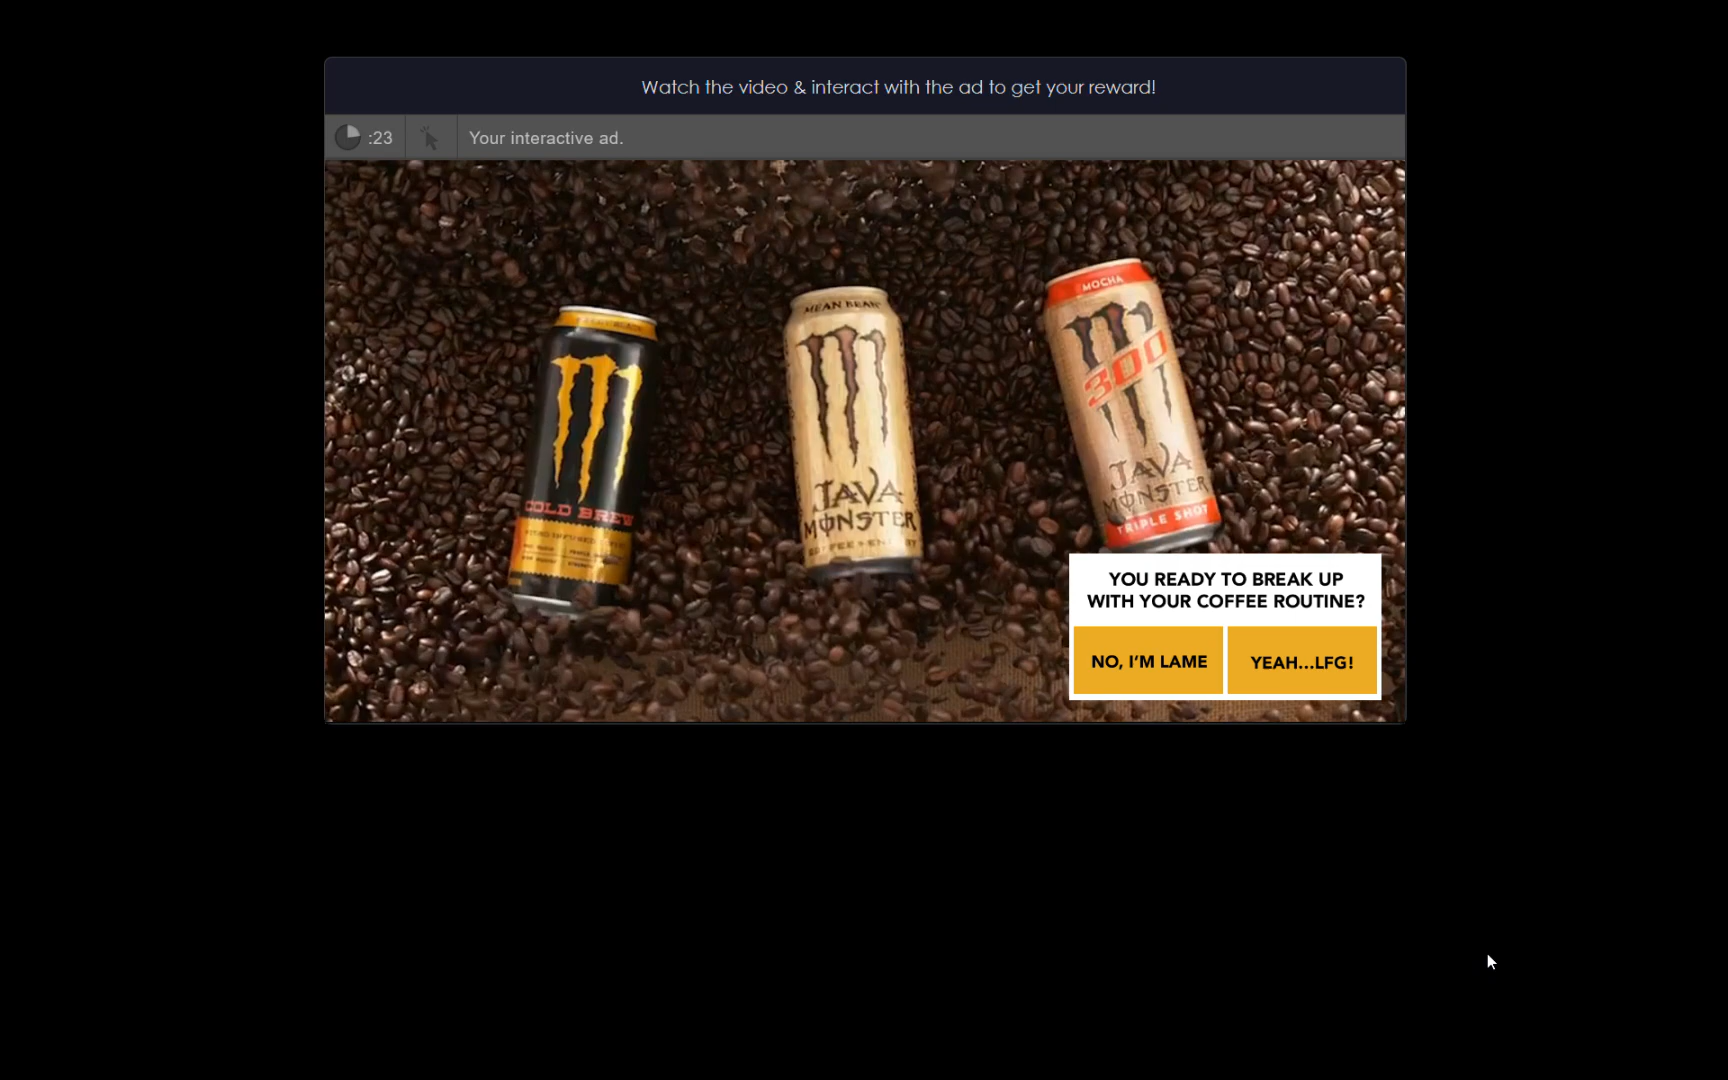 Watch the video & interact with the ad to get your reward!
:23
Your interactive ad.
MOCHA
MEAN BEAN
300
JAVA
MONSTER
TRIPLE SHOT
JAVA
MONSTER
COFFEE+ENERGY
COLD BREW
YOU READY TO BREAK UP
WITH YOUR COFFEE ROUTINE?
NO, I'M LAME
YEAH...LFG!